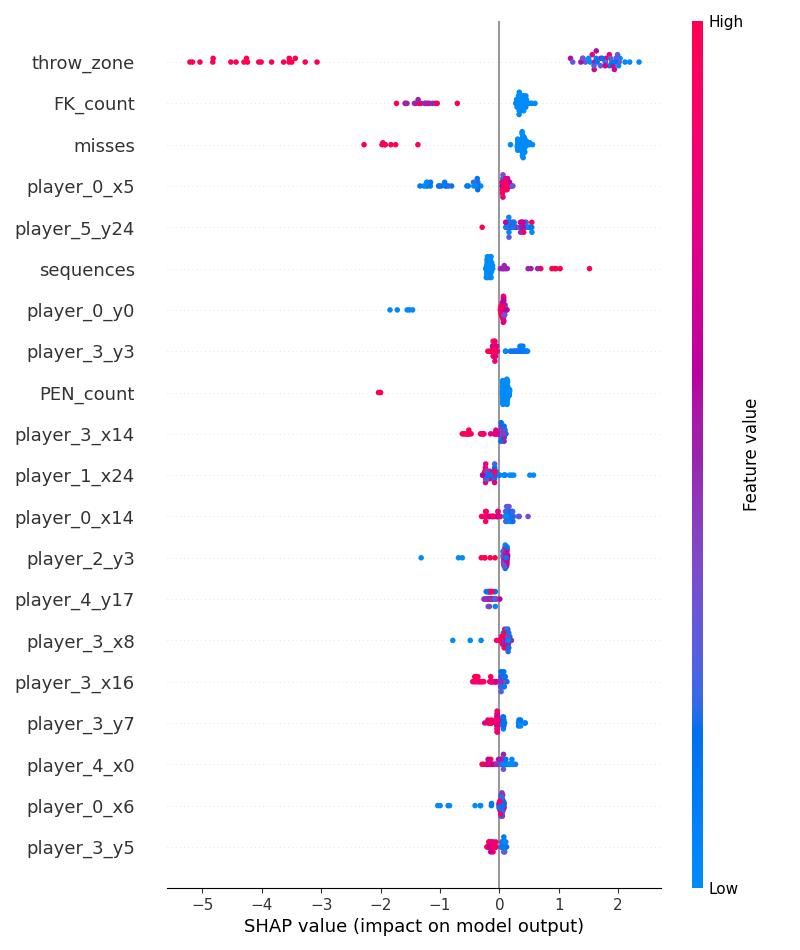 High
throw_zone
FK_count
misses
player_0_x5
player_5_y24
sequences
player_0_y0
player_3_y3
PEN_count
player_3_x14
player_1_x24
player_0_x14
player_2_y3
player_4_y17
player_3_x8
player_3_x16
player_3_y7
player_4_x0
player_0_x6
player_3_y5
Feature value
Low
−5 −4 −3 −2 −1 0 1 2
SHAP value (impact on model output)